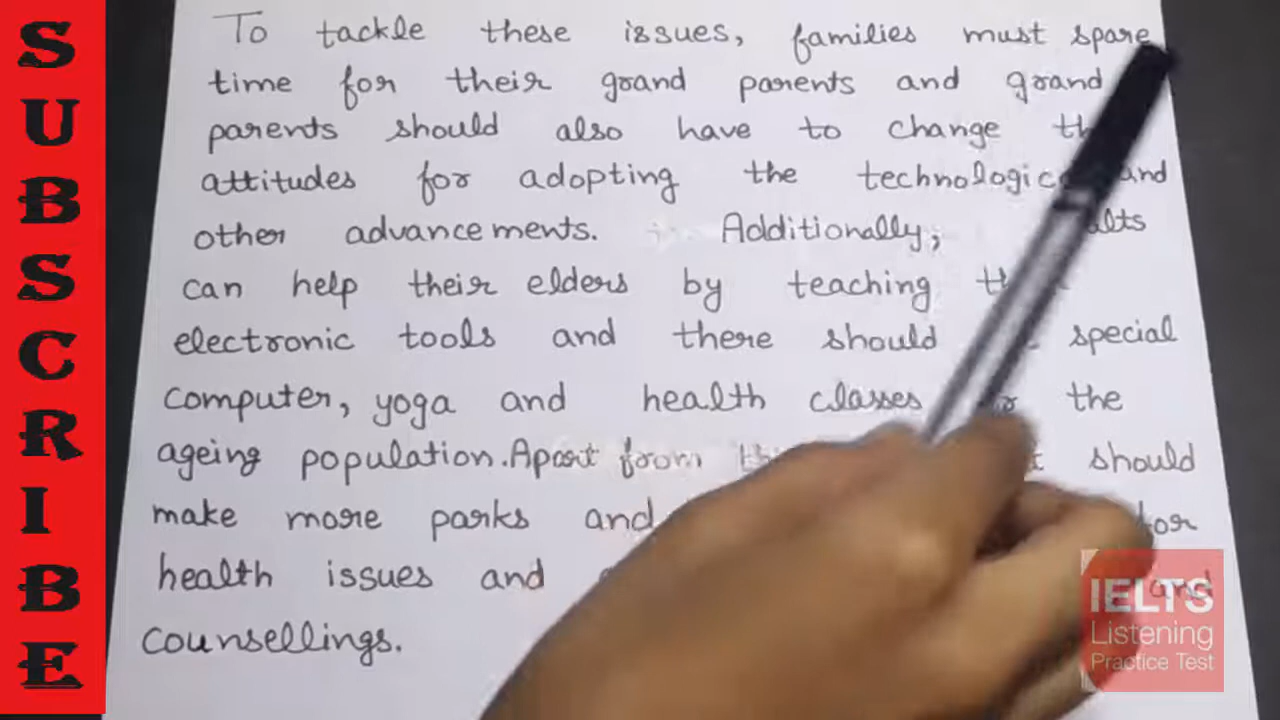 SUBSCRIBE
To tackle these issues, families must spare
time for their grand parents and grand
parents should also have to change
attitudes for adopting the technological and
other advancements. Additionally,
can help their elders by teaching
electronic tools and there should special
computer, yoga and health classes the
ageing population. Apart from should
make more parks and for
health issues and and
counsellings.
IELTS
Listening
Practice Test